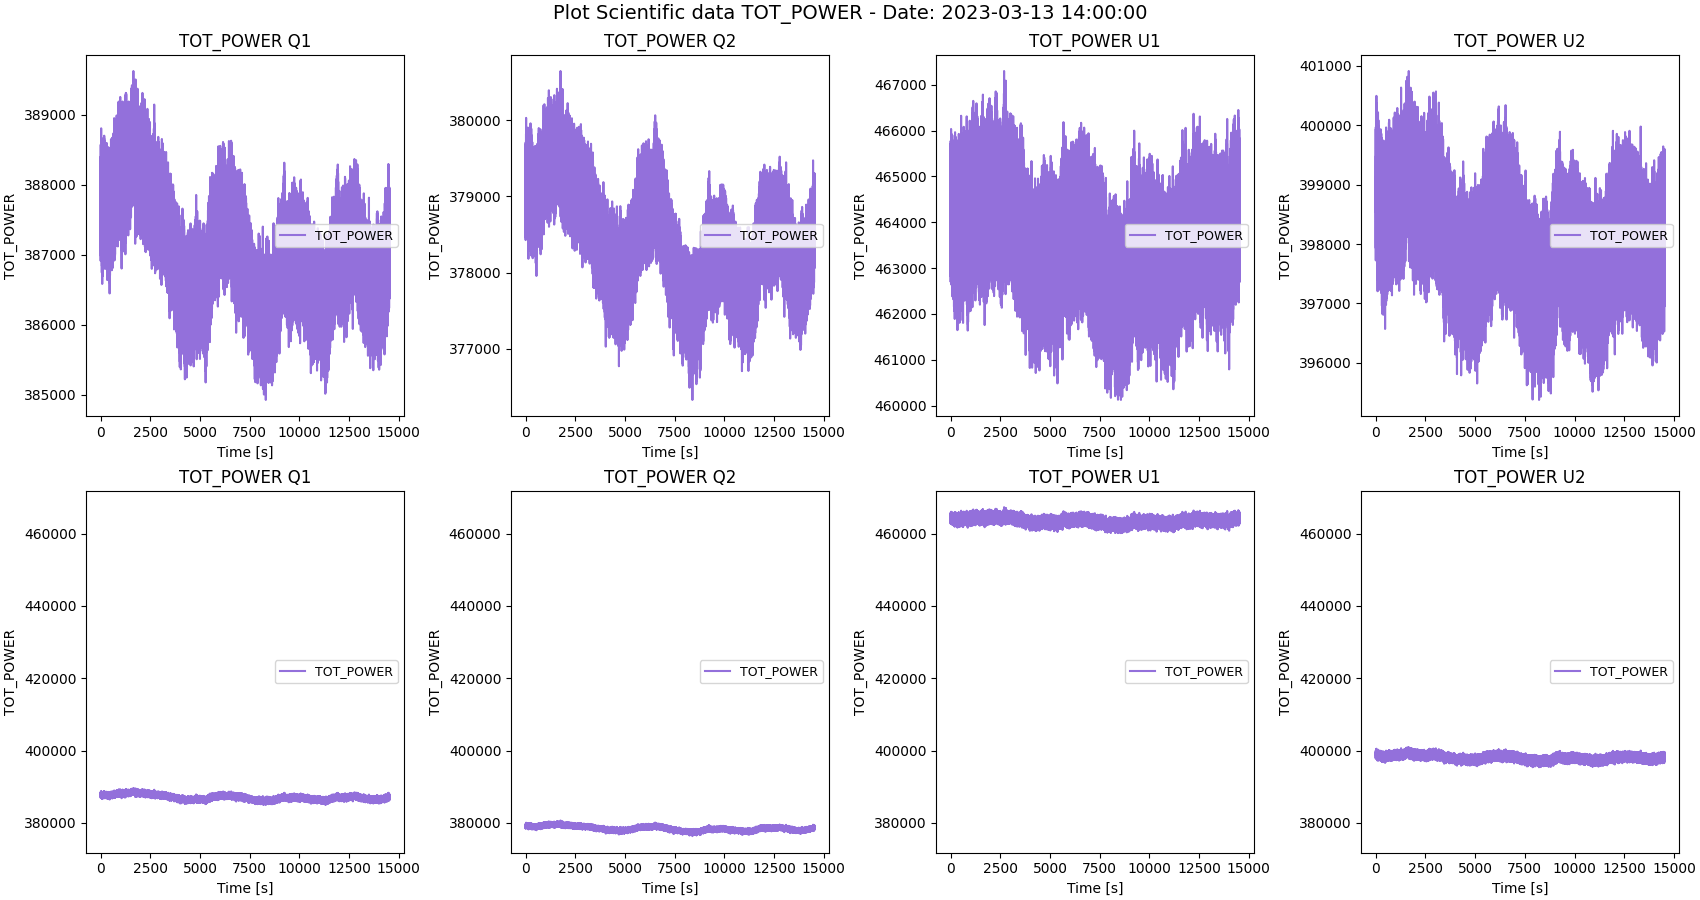 Plot Scientific data TOT_POWER - Date: 2023-03-13 14:00:00
TOT_POWER Q1
TOT_POWER
389000
388000
387000
386000
385000
TOT_POWER
0 2500 5000 7500 10000 12500 15000
Time [s]
TOT_POWER Q2
TOT_POWER
380000
379000
378000
377000
TOT_POWER
0 2500 5000 7500 10000 12500 15000
Time [s]
TOT_POWER U1
TOT_POWER
467000
466000
465000
464000
463000
462000
461000
460000
TOT_POWER
0 2500 5000 7500 10000 12500 15000
Time [s]
TOT_POWER U2
TOT_POWER
401000
400000
399000
398000
397000
396000
TOT_POWER
0 2500 5000 7500 10000 12500 15000
Time [s]
TOT_POWER Q1
TOT_POWER
460000
440000
420000
400000
380000
TOT_POWER
0 2500 5000 7500 10000 12500 15000
Time [s]
TOT_POWER Q2
TOT_POWER
460000
440000
420000
400000
380000
TOT_POWER
0 2500 5000 7500 10000 12500 15000
Time [s]
TOT_POWER U1
TOT_POWER
460000
440000
420000
400000
380000
TOT_POWER
0 2500 5000 7500 10000 12500 15000
Time [s]
TOT_POWER U2
TOT_POWER
460000
440000
420000
400000
380000
TOT_POWER
0 2500 5000 7500 10000 12500 15000
Time [s]